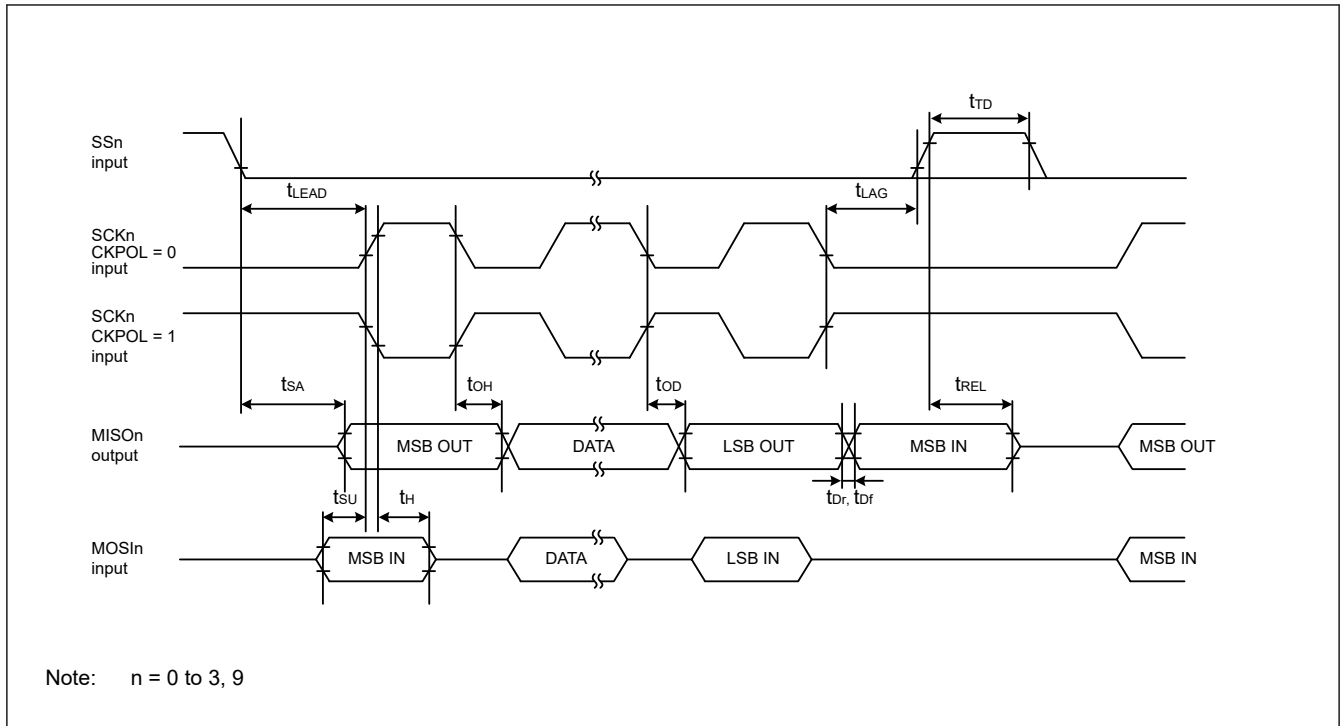 tTD
SSn
input
tLEAD
tLAG
SCKn
CKPOL = 0
input
SCKn
CKPOL = 1
input
tSA
tOH
tOD
tREL
MISOn
output
MSB OUT
DATA
LSB OUT
MSB IN
MSB OUT
tSU
tH
tDr, tDf
MOSIn
input
MSB IN
DATA
LSB IN
MSB IN
Note: n = 0 to 3, 9